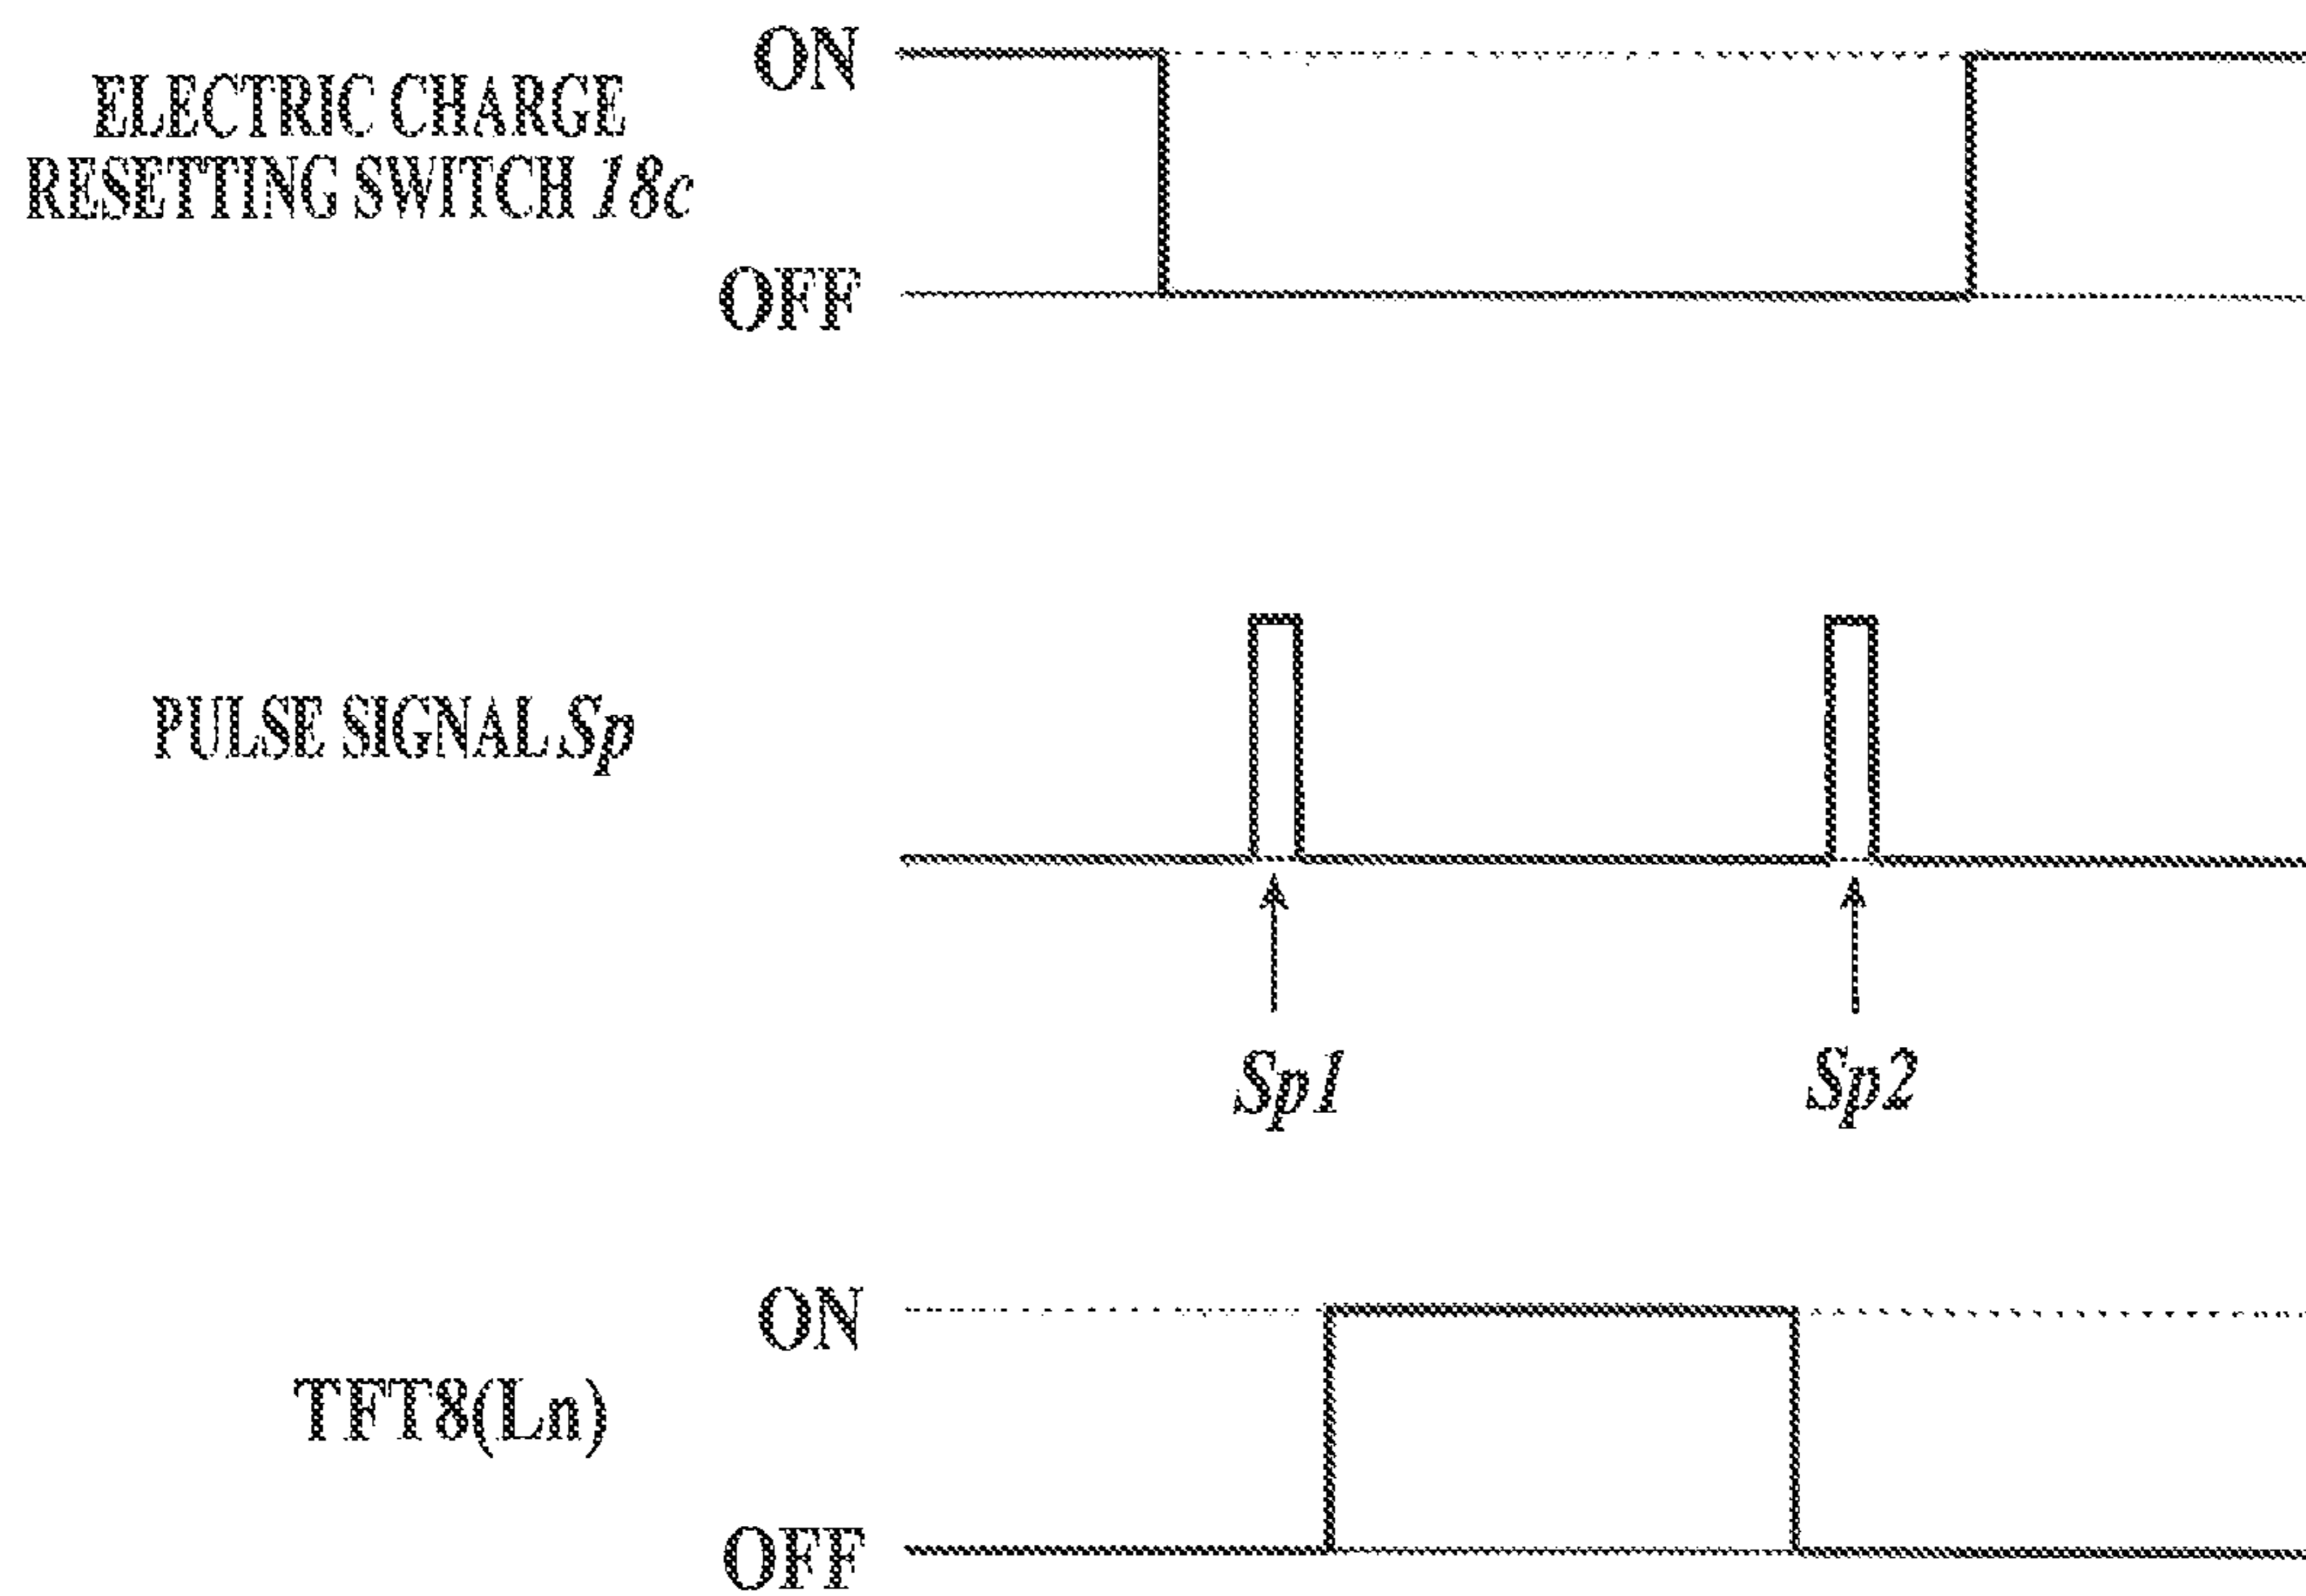 ON
ELECTRIC CHARGE
RESETTING SWITCH 18c
OFF
PULSE SIGNAL Sp
Sp1
Sp2
ON
TFT8(Ln)
OFF